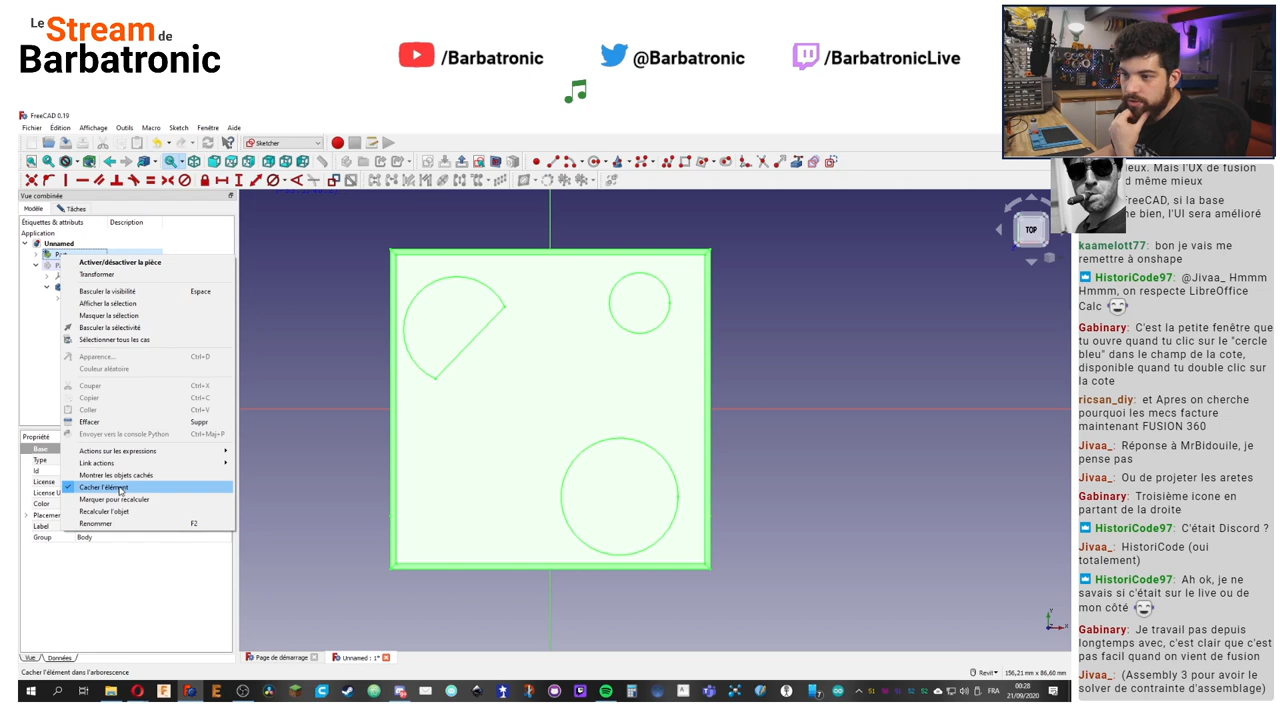 Le
Stream de
Barbatronic
/Barbatronic
@Barbatronic
/BarbatronicLive
FreeCAD 0.19
Fichier Édition Affichage Outils Macro Sketch Fenêtre Aide
Sketcher
Vue combinée
Modèle Tâches
Étiquettes & attributs Description
Application
Unnamed
Activer/désactiver la pièce
Transformer
Basculer la visibilité Espace
Afficher la sélection
Masquer la sélection
Basculer la sélectivité
Sélectionner tous les cas
Apparence... Ctrl+D
Couleur aléatoire
Couper Ctrl+X
Copier Ctrl+C
Coller Ctrl+V
Effacer Suppr
Envoyer vers la console Python Ctrl+Maj+P
Actions sur les expressions
Link actions
Montrer les objets cachés
Cacher l'élément
Marquer pour recalculer
Recalculer l'objet
Renommer F2
Propriété
Base
Type
Id
License
License U
Color
Placemen
Label
Group Body
Vue Données
TOP
Y
X
Page de démarrage
Unnamed : 1*
Cacher l'élément dans l'arborescence
Revit
156,21 mm x 86,60 mm
FRA
00:28
21/09/2020
ieux. Mais l'UX de fusion
d même mieux
FreeCAD, si la base
ne bien, l'UI sera amélioré
kaamelott77: bon je vais me
remettre à onshape
HistoriCode97: @Jivaa_ Hmmm
Hmmm, on respecte LibreOffice
Calc
Gabinary: C'est la petite fenêtre que
tu ouvre quand tu clic sur le "cercle
bleu" dans le champ de la cote,
disponible quand tu double clic sur
la cote
ricsan_diy: et Apres on cherche
pourquoi les mecs facture
maintenant FUSION 360
Jivaa_: Réponse à MrBidouile, je
pense pas
Jivaa_: Ou de projeter les aretes
Gabinary: Troisième icone en
partant de la droite
HistoriCode97: C'était Discord ?
Jivaa_: HistoriCode (oui
totalement)
HistoriCode97: Ah ok, je ne
savais si c'était sur le live ou de
mon côté
Gabinary: Je travail pas depuis
longtemps avec, c'est clair que c'est
pas facile quand on vient de fusion
Jivaa_: (Assembly 3 pour avoir le
solver de contrainte d'assemblage)